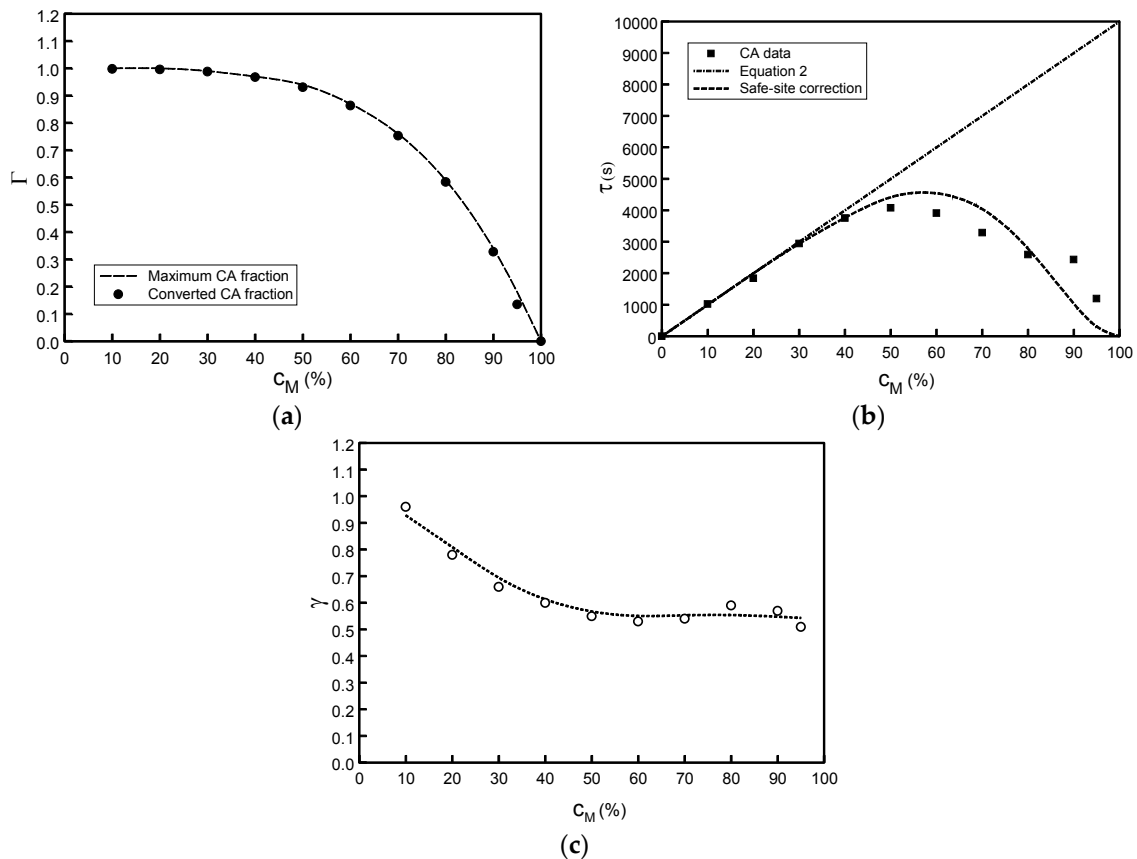 1.2
1.1
1.0
0.9
0.8
0.7
0.6
0.5
0.4
0.3
0.2
0.1
0.0
Γ
Maximum CA fraction
Converted CA fraction
0 10 20 30 40 50 60 70 80 90 100
CM (%)
(a)
10000
9000
8000
7000
6000
5000
4000
3000
2000
1000
0
τ(s)
CA data
Equation 2
Safe-site correction
0 10 20 30 40 50 60 70 80 90 100
CM (%)
(b)
1.2
1.1
1.0
0.9
0.8
0.7
0.6
0.5
0.4
0.3
0.2
0.1
0.0
γ
0 10 20 30 40 50 60 70 80 90 100
CM (%)
(c)